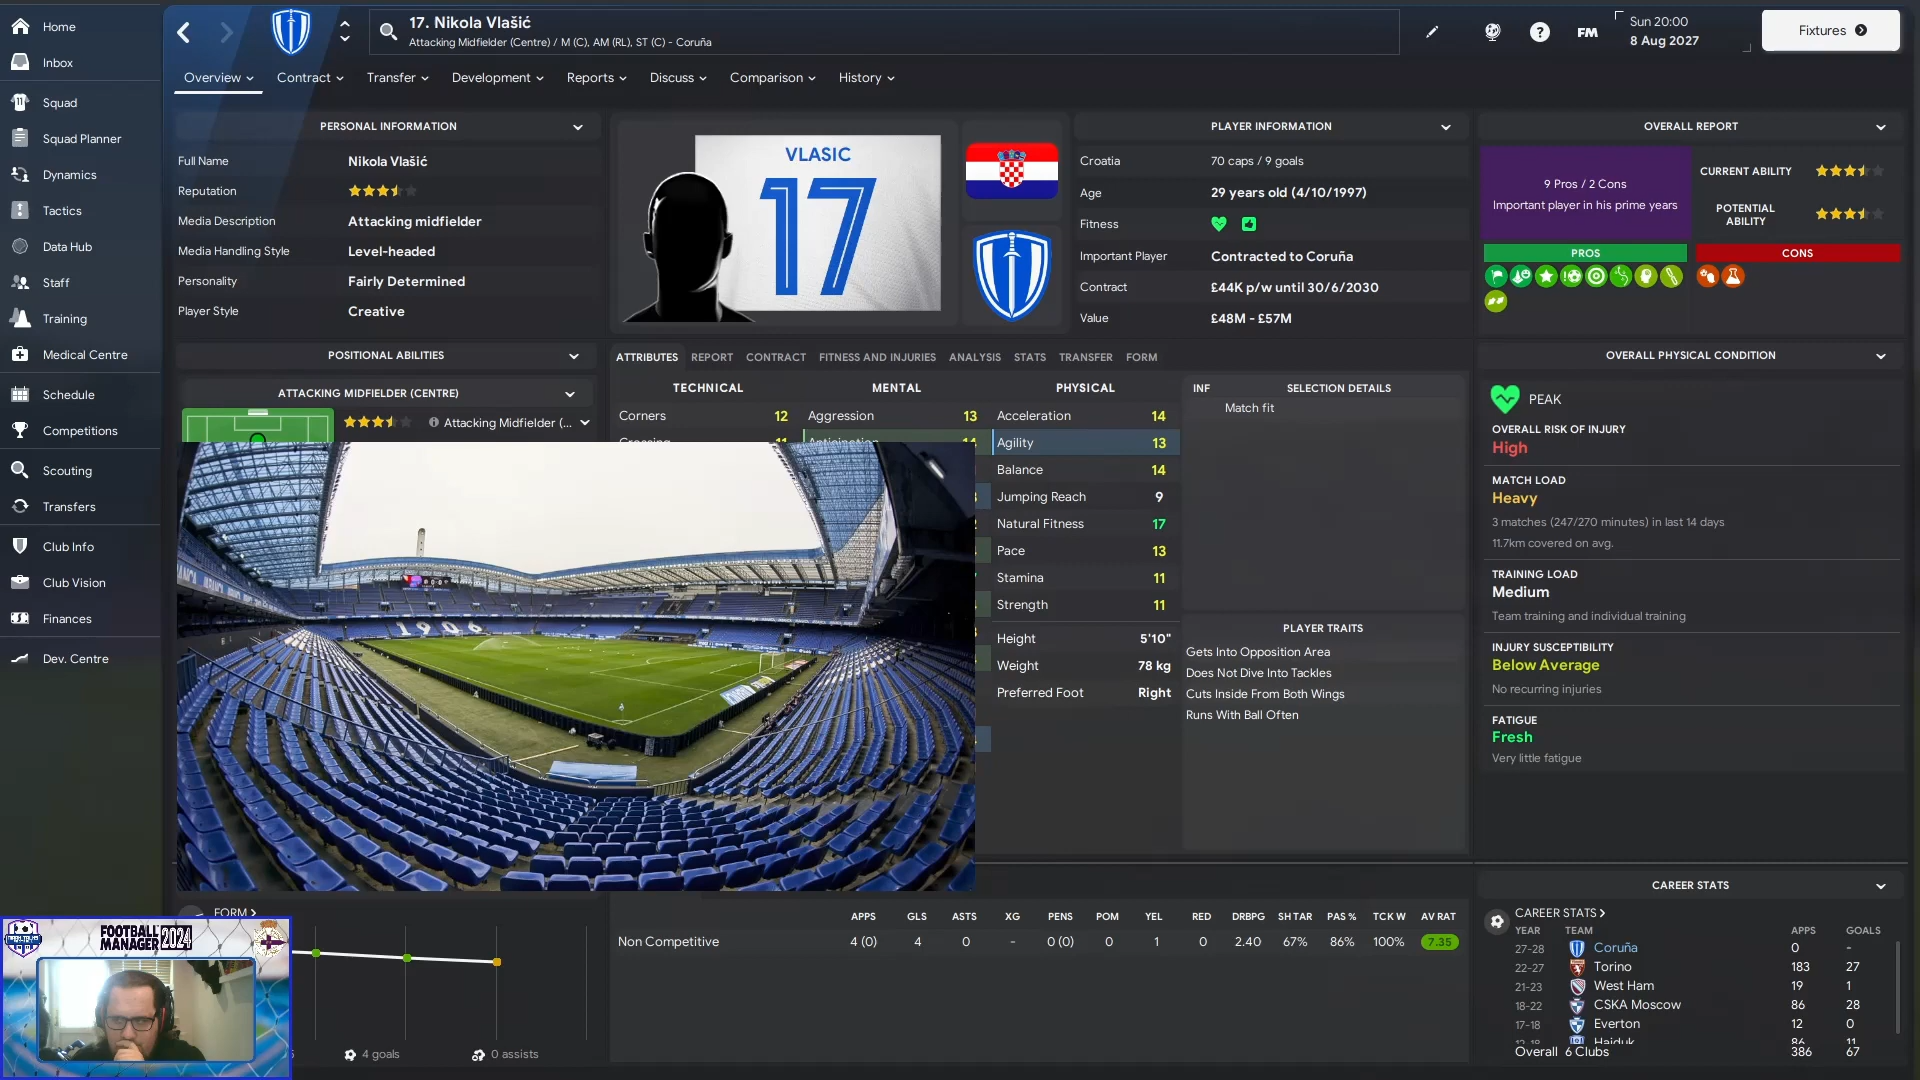 Home
Inbox
Squad
Squad Planner
Dynamics
Tactics
Data Hub
Staff
Training
Medical Centre
Schedule
Competitions
Scouting
Transfers
Club Info
Club Vision
Finances
Dev. Centre
17. Nikola Vlašić
Attacking Midfielder (Centre) / M (C), AM (RL), ST (C) - Coruña
FM
Sun 20:00
8 Aug 2027
Fixtures
Overview
Contract
Transfer
Development
Reports
Discuss
Comparison
History
PERSONAL INFORMATION
Full Name Nikola Vlašić
Reputation
Media Description Attacking midfielder
Media Handling Style Level-headed
Personality Fairly Determined
Player Style Creative
VLASIC
17
PLAYER INFORMATION
Croatia 70 caps / 9 goals
Age 29 years old (4/10/1997)
Fitness
Important Player Contracted to Coruña
Contract £44K p/w until 30/6/2030
Value £48M - £57M
OVERALL REPORT
9 Pros / 2 Cons
Important player in his prime years
CURRENT ABILITY
POTENTIAL ABILITY
PROS
CONS
POSITIONAL ABILITIES
ATTACKING MIDFIELDER (CENTRE)
Attacking Midfielder (...
ATTRIBUTES REPORT CONTRACT FITNESS AND INJURIES ANALYSIS STATS TRANSFER FORM
TECHNICAL MENTAL PHYSICAL
Corners 12 Aggression 13 Acceleration 14
Agility 13
Balance 14
Jumping Reach 9
Natural Fitness 17
Pace 13
Stamina 11
Strength 11
Height 5'10"
Weight 78 kg
Preferred Foot Right
1906
INF SELECTION DETAILS
Match fit
PLAYER TRAITS
Gets Into Opposition Area
Does Not Dive Into Tackles
Cuts Inside From Both Wings
Runs With Ball Often
OVERALL PHYSICAL CONDITION
PEAK
OVERALL RISK OF INJURY
High
MATCH LOAD
Heavy
3 matches (247/270 minutes) in last 14 days
11.7km covered on avg.
TRAINING LOAD
Medium
Team training and individual training
INJURY SUSCEPTIBILITY
Below Average
No recurring injuries
FATIGUE
Fresh
Very little fatigue
FORM
4 goals
0 assists
FOOTBALL
MANAGER 2024
APPS GLS ASTS XG PENS POM YEL RED DRBPG SH TAR PAS % TCK W AV RAT
Non Competitive 4 (0) 4 0 - 0 (0) 0 1 0 2.40 67% 86% 100% 7.35
CAREER STATS
CAREER STATS
YEAR TEAM APPS GOALS
27-28 Coruña 0 -
22-27 Torino 183 27
21-23 West Ham 19 1
18-22 CSKA Moscow 86 28
17-18 Everton 12 0
Overall 6 Clubs 386 67